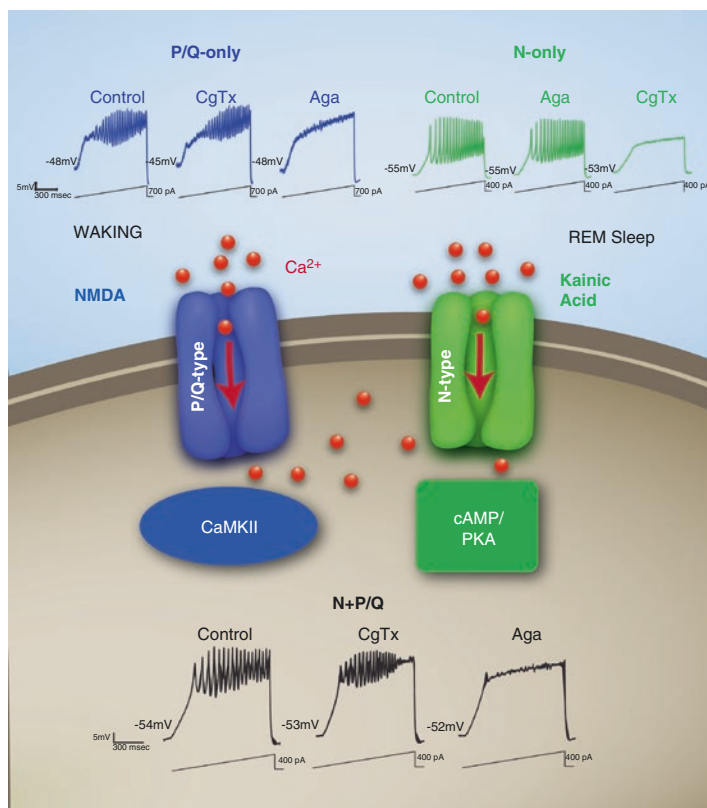 P/Q-only
N-only
Control CgTx Aga
Control Aga CgTx
-48mV -45mV -48mV
-55mV -55mV -53mV
5mV
300 msec
700 pA 700 pA 700 pA
400 pA 400 pA 400 pA
WAKING
REM Sleep
Ca²⁺
NMDA
Kainic
Acid
P/Q-type
N-type
CaMKII
cAMP/
PKA
N+P/Q
Control CgTx Aga
-54mV -53mV -52mV
5mV
300 msec
400 pA 400 pA 400 pA